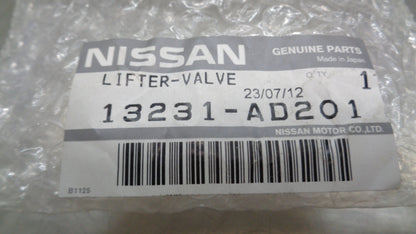 NISSAN GENUINE PARTS
Made in Japan
LIFTER-VALVE Q'TY 1
23/07/12
13231-AD201
NISSAN MOTOR CO.,LTD.
B1125